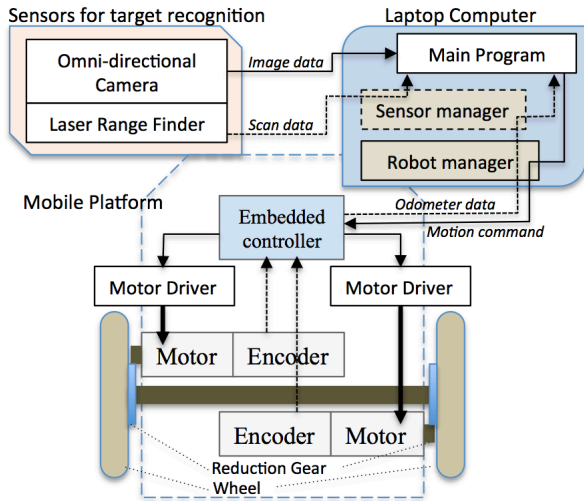 Sensors for target recognition
Laptop Computer
Omni-directional
Camera
Image data
Main Program
Laser Range Finder
Scan data
Sensor manager
Robot manager
Mobile Platform
Embedded
controller
Odometer data
Motion command
Motor Driver
Motor Driver
Motor
Encoder
Encoder
Motor
Reduction Gear
Wheel